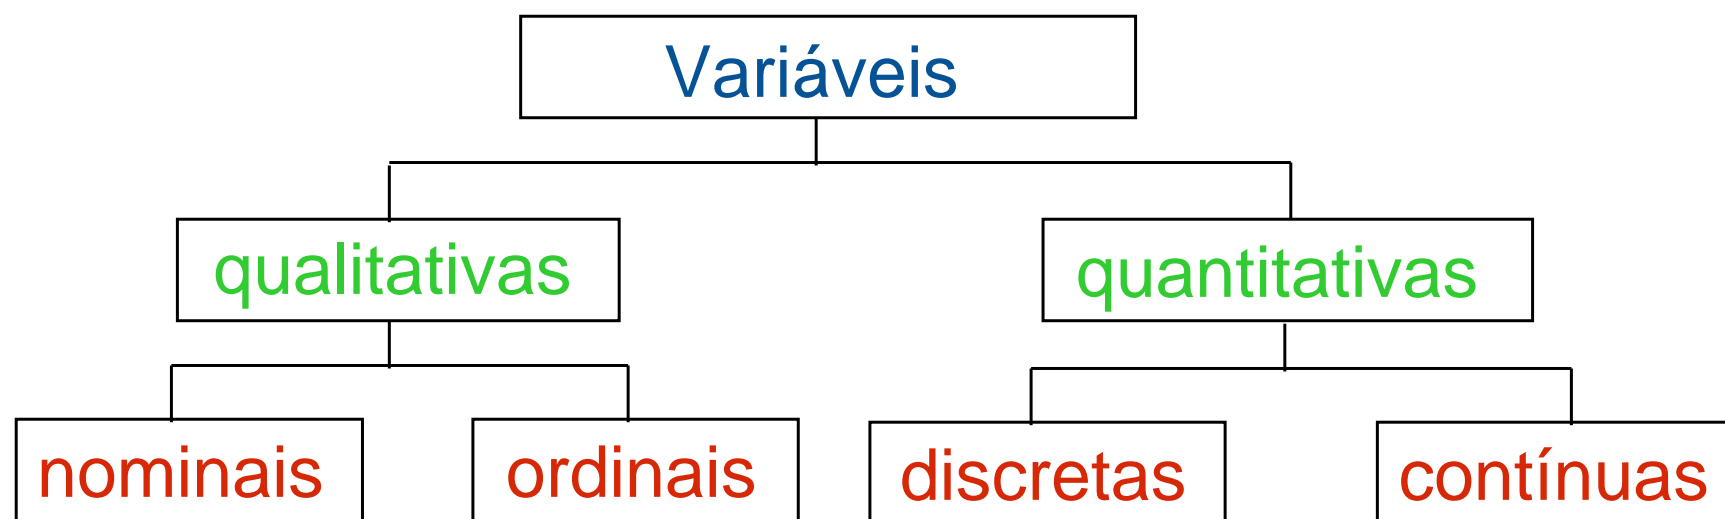 Variáveis
qualitativas
quantitativas
nominais
ordinais
discretas
contínuas